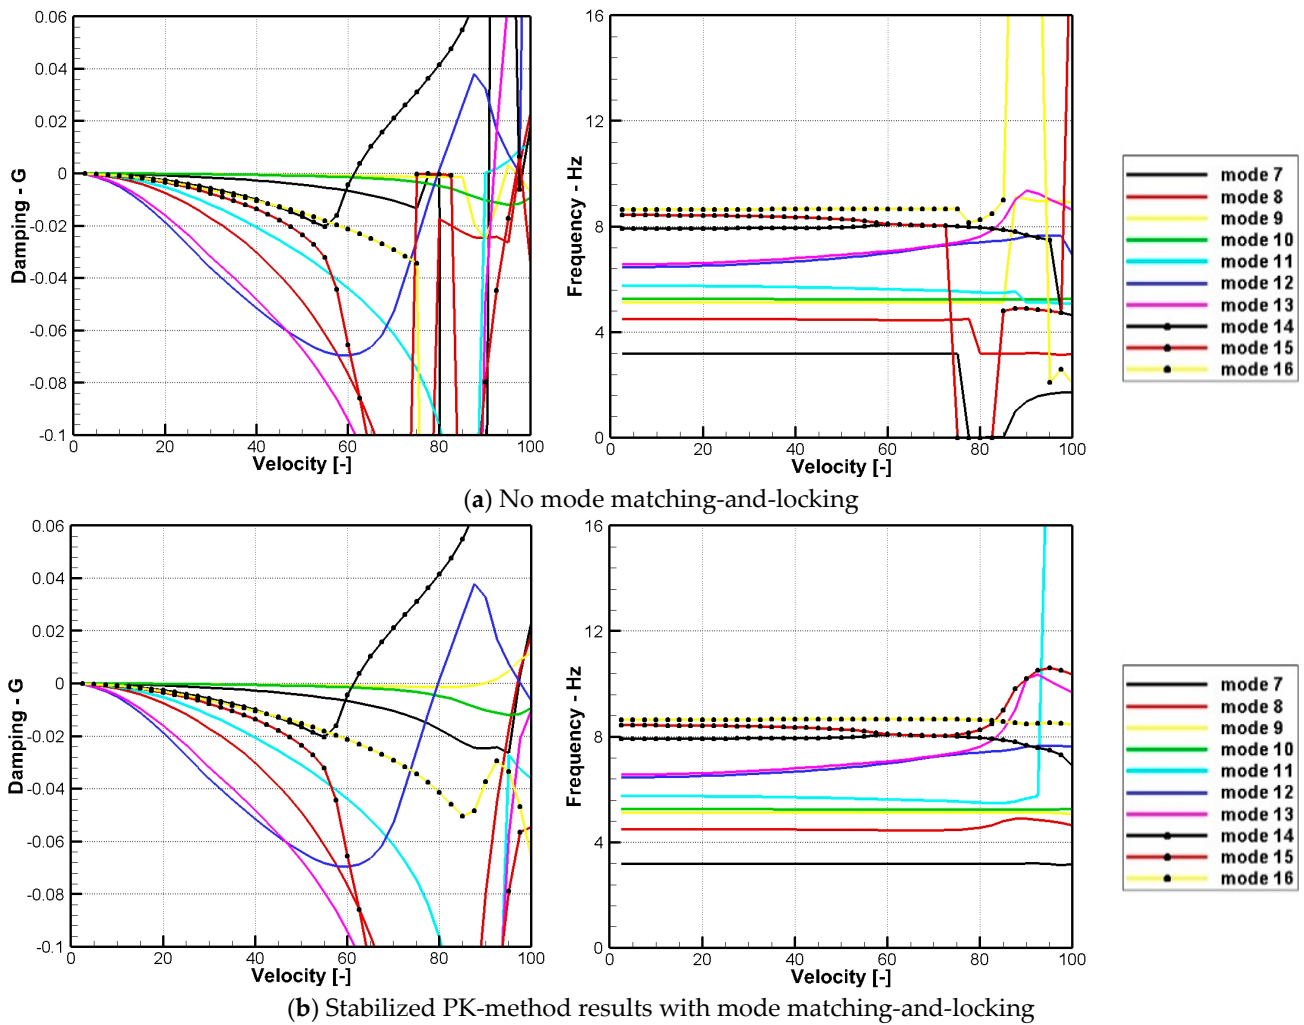 0.06
0.04
0.02
0
-0.02
-0.04
-0.06
-0.08
-0.1
Damping - G
0 20 40 60 80 100
Velocity [-]
16
12
8
4
0
Frequency - Hz
0 20 40 60 80 100
Velocity [-]
mode 7
mode 8
mode 9
mode 10
mode 11
mode 12
mode 13
mode 14
mode 15
mode 16
(a) No mode matching-and-locking
0.06
0.04
0.02
0
-0.02
-0.04
-0.06
-0.08
-0.1
Damping - G
0 20 40 60 80 100
Velocity [-]
16
12
8
4
0
Frequency - Hz
0 20 40 60 80 100
Velocity [-]
mode 7
mode 8
mode 9
mode 10
mode 11
mode 12
mode 13
mode 14
mode 15
mode 16
(b) Stabilized PK-method results with mode matching-and-locking